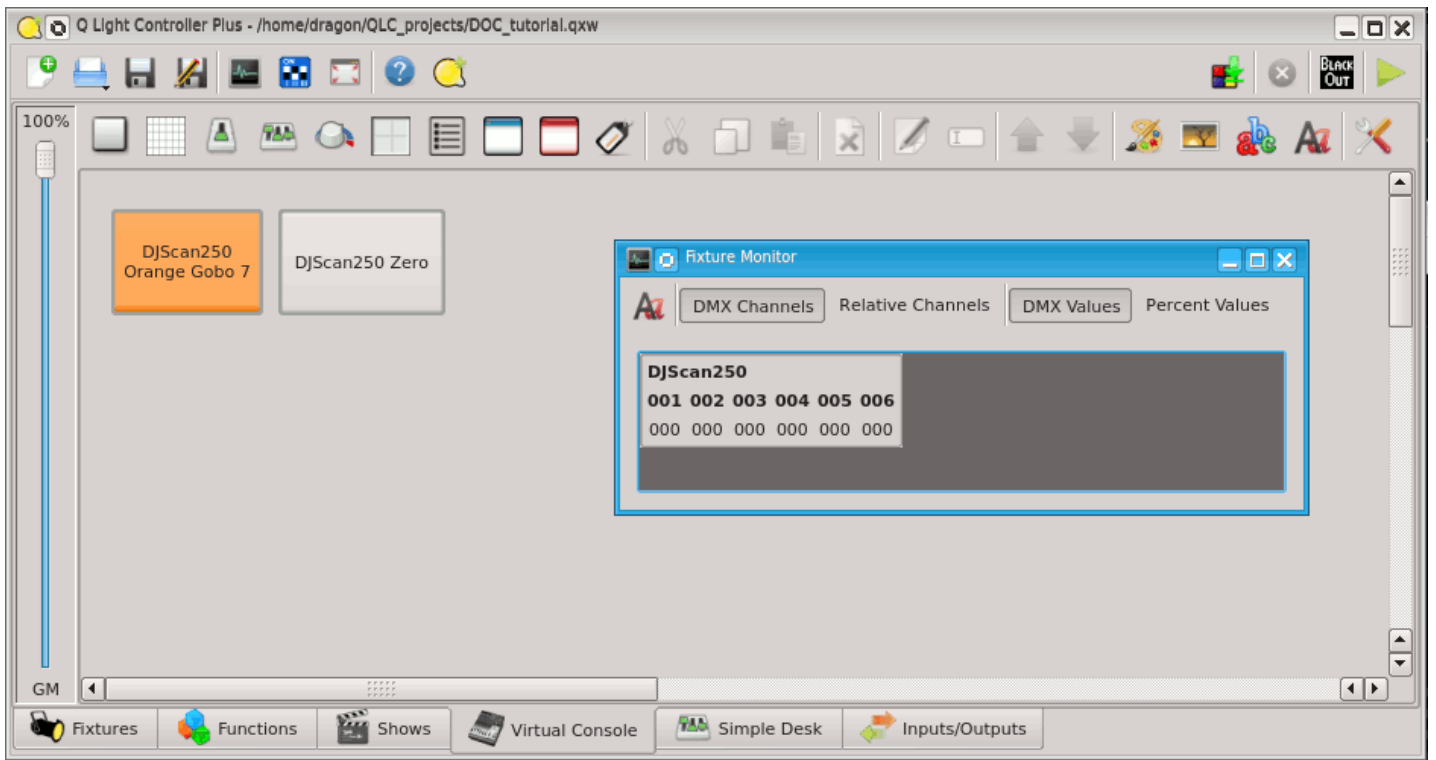 Q Light Controller Plus - /home/dragon/QLC_projects/DOC_tutorial.qxw
BLACK
OUT
100%
DJScan250
Orange Gobo 7
DJScan250 Zero
Fixture Monitor
DMX Channels Relative Channels DMX Values Percent Values
DJScan250
001 002 003 004 005 006
000 000 000 000 000 000
GM
Fixtures Functions Shows Virtual Console Simple Desk Inputs/Outputs